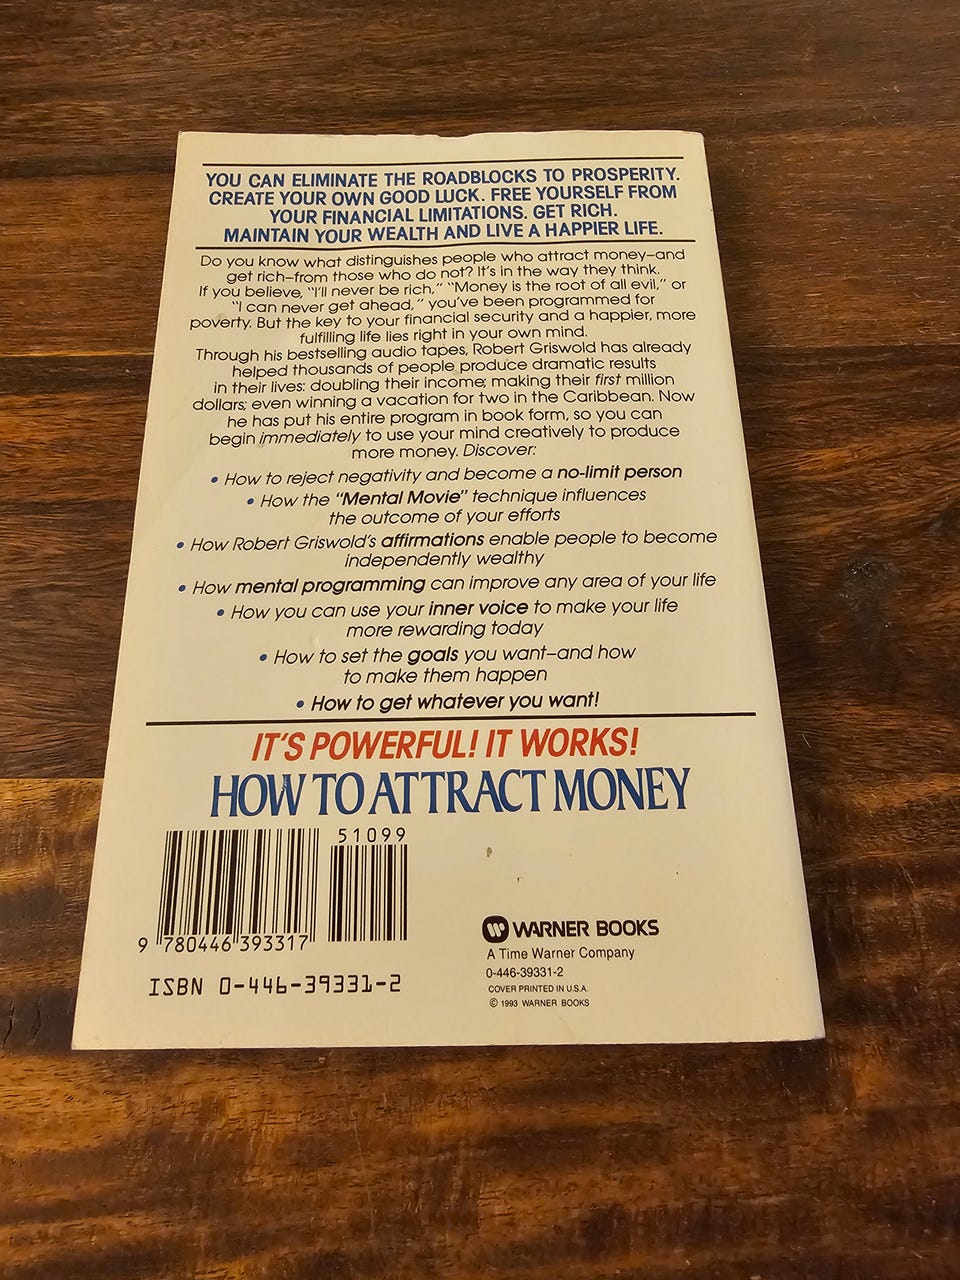 YOU CAN ELIMINATE THE ROADBLOCKS TO PROSPERITY.
CREATE YOUR OWN GOOD LUCK. FREE YOURSELF FROM
YOUR FINANCIAL LIMITATIONS. GET RICH.
MAINTAIN YOUR WEALTH AND LIVE A HAPPIER LIFE.
Do you know what distinguishes people who attract money–and
get rich–from those who do not? It's in the way they think.
If you believe, "I'll never be rich," "Money is the root of all evil," or
"I can never get ahead," you've been programmed for
poverty. But the key to your financial security and a happier, more
fulfilling life lies right in your own mind.
Through his bestselling audio tapes, Robert Griswold has already
helped thousands of people produce dramatic results
in their lives: doubling their income; making their first million
dollars; even winning a vacation for two in the Caribbean. Now
he has put his entire program in book form, so you can
begin immediately to use your mind creatively to produce
more money. Discover:
• How to reject negativity and become a no-limit person
• How the "Mental Movie" technique influences
the outcome of your efforts
• How Robert Griswold's affirmations enable people to become
independently wealthy
• How mental programming can improve any area of your life
• How you can use your inner voice to make your life
more rewarding today
• How to set the goals you want–and how
to make them happen
• How to get whatever you want!
IT'S POWERFUL! IT WORKS!
HOW TO ATTRACT MONEY
51099
9 780446 393317
ISBN 0-446-39331-2
WARNER BOOKS
A Time Warner Company
0-446-39331-2
COVER PRINTED IN U.S.A.
© 1993 WARNER BOOKS